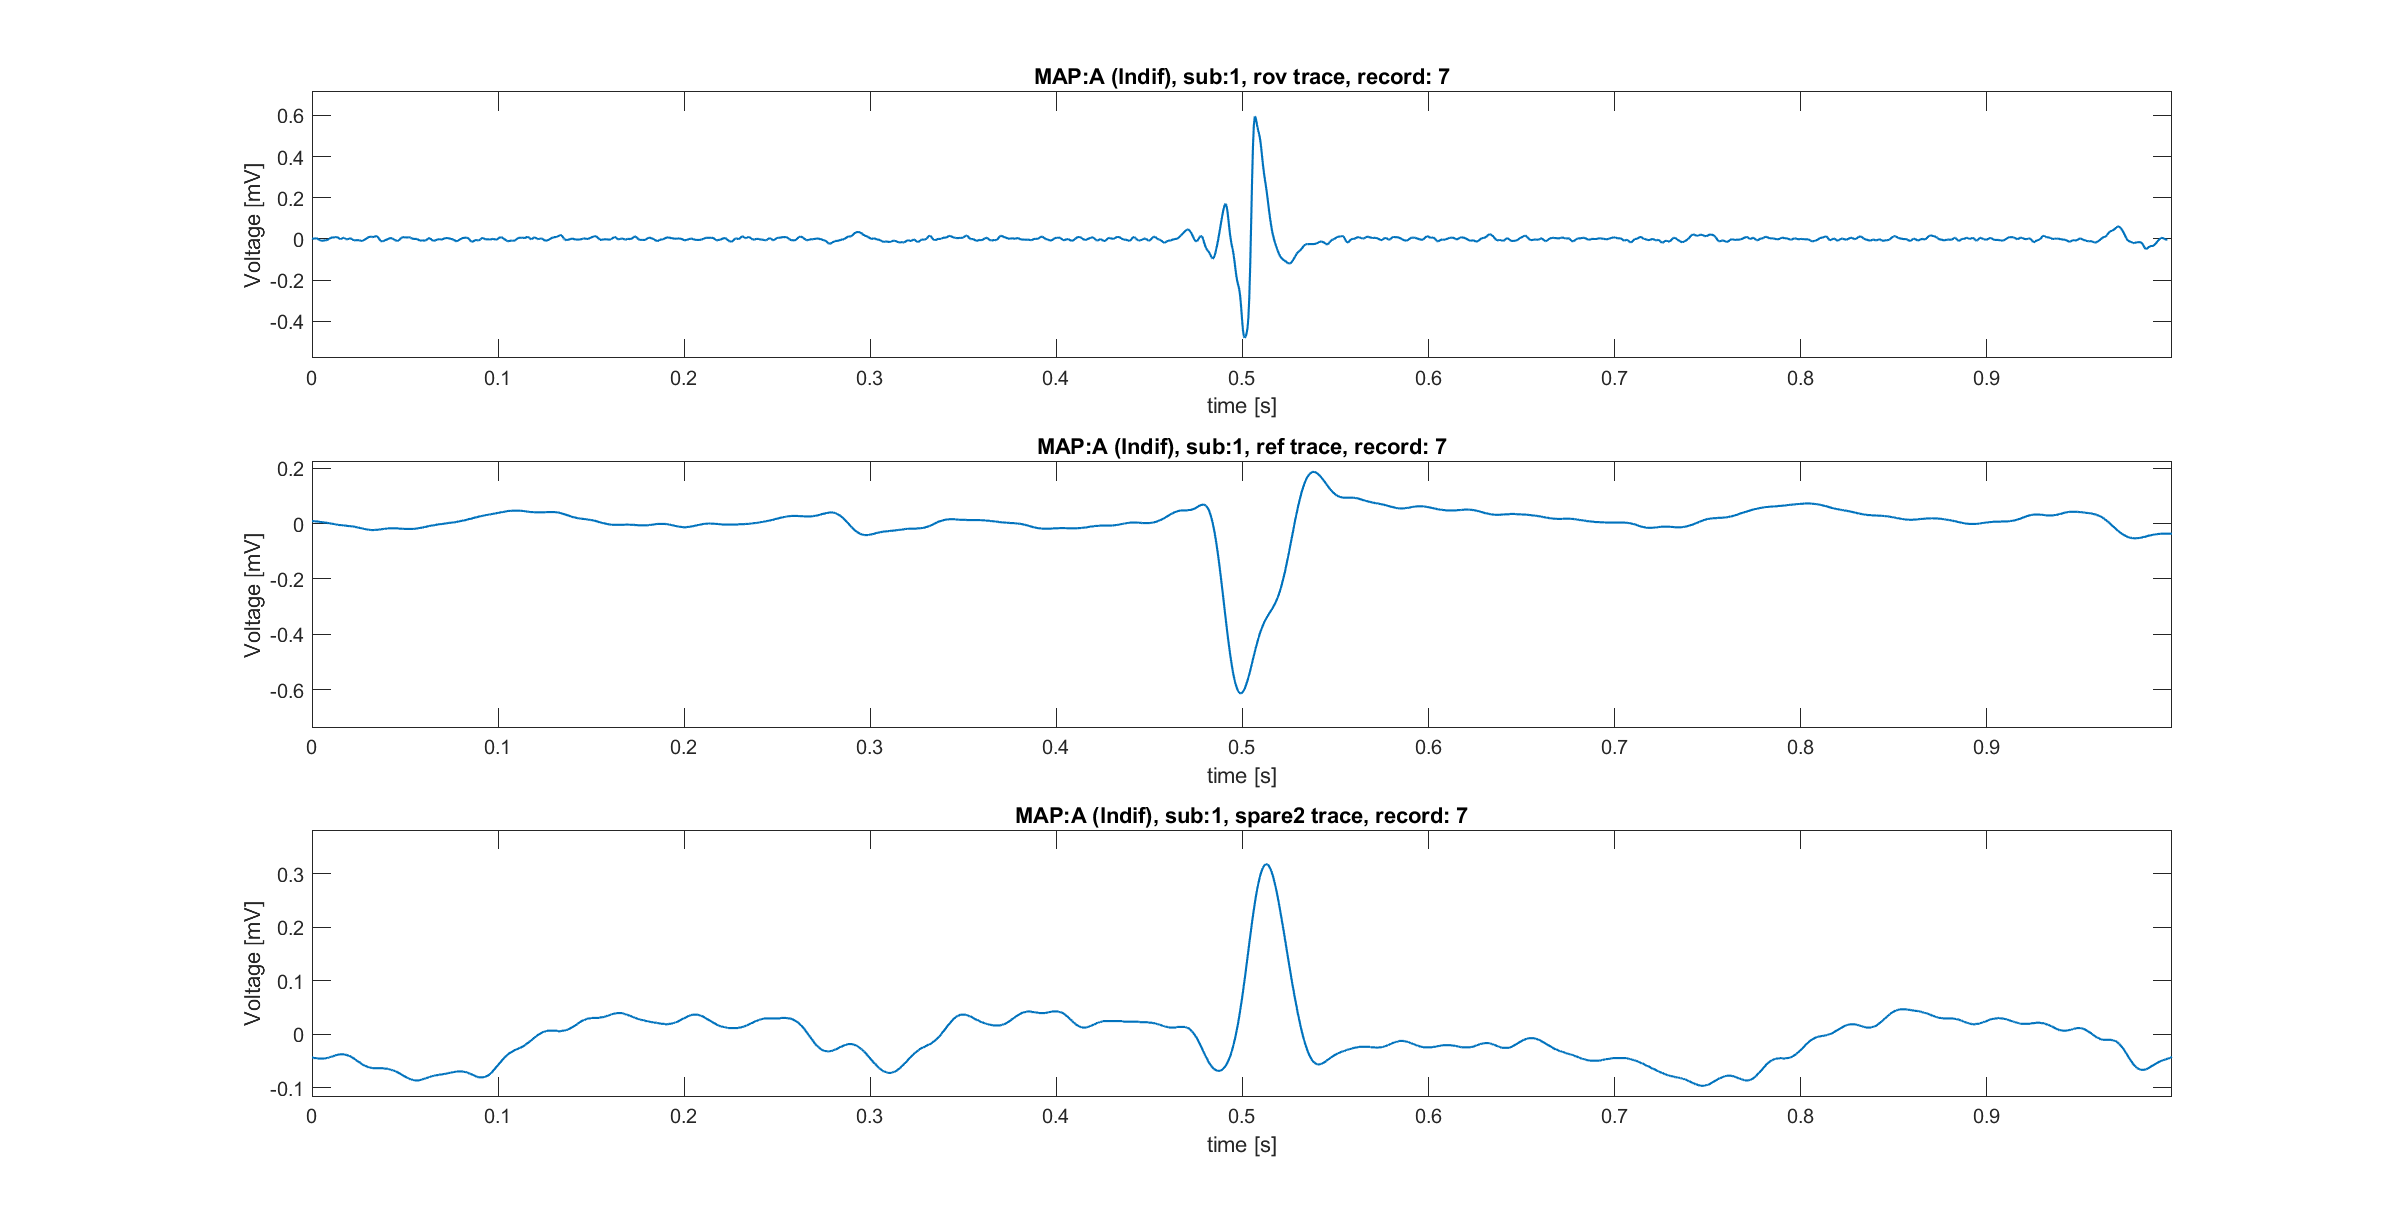 MAP:A (Indif), sub:1, rov trace, record: 7
0.6
0.4
0.2
0
-0.2
-0.4
Voltage [mV]
0 0.1 0.2 0.3 0.4 0.5 0.6 0.7 0.8 0.9
time [s]
MAP:A (Indif), sub:1, ref trace, record: 7
0.2
0
-0.2
-0.4
-0.6
Voltage [mV]
0 0.1 0.2 0.3 0.4 0.5 0.6 0.7 0.8 0.9
time [s]
MAP:A (Indif), sub:1, spare2 trace, record: 7
0.3
0.2
0.1
0
-0.1
Voltage [mV]
0 0.1 0.2 0.3 0.4 0.5 0.6 0.7 0.8 0.9
time [s]